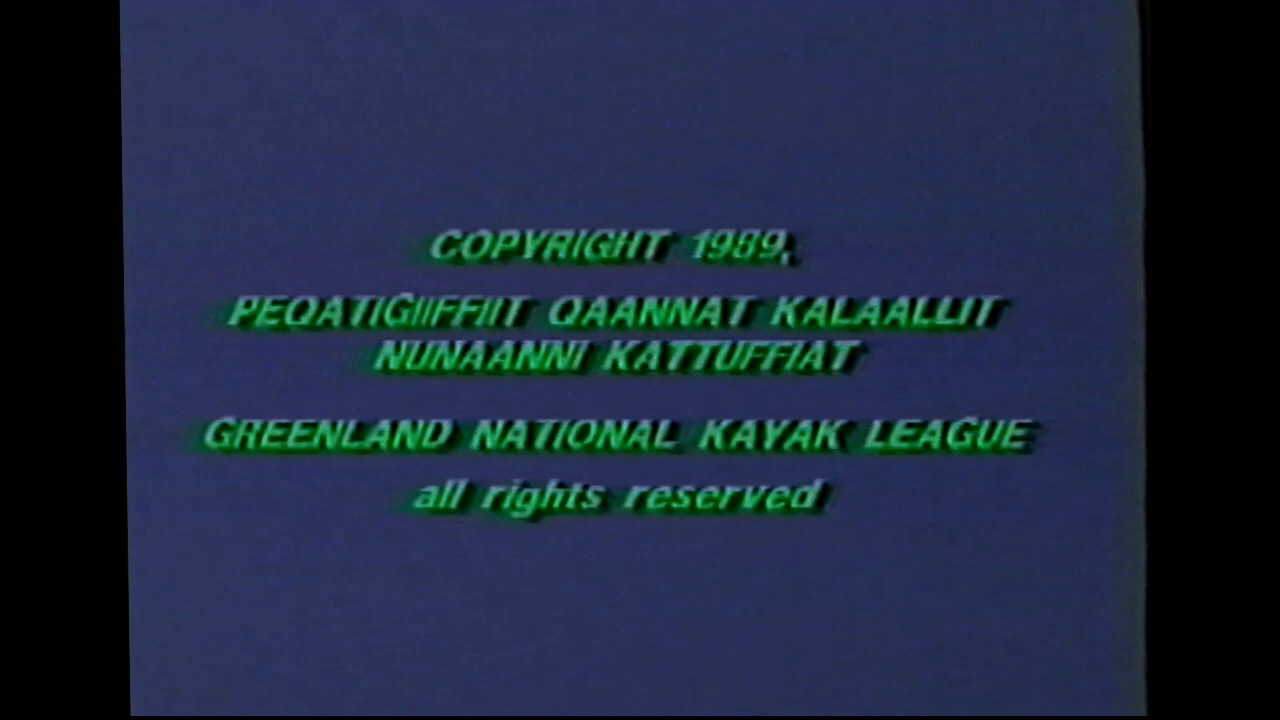 COPYRIGHT 1989,
PEQATIGIIFFIIT QAANNAT KALAALLIT
NUNAANNI KATTUFFIAT
GREENLAND NATIONAL KAYAK LEAGUE
all rights reserved